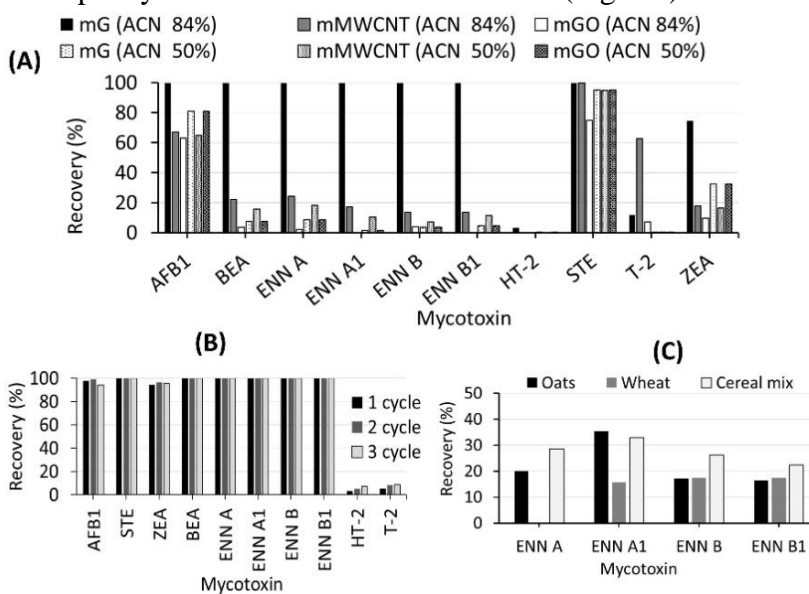 mG (ACN 84%) mMWCNT (ACN 84%) mGO (ACN 84%)
mG (ACN 50%) mMWCNT (ACN 50%) mGO (ACN 50%)
(A)
Recovery (%)
100
80
60
40
20
0
AFB1 BEA ENN A ENN A1 ENN B ENN B1 HT-2 STE T-2 ZEA
Mycotoxin
(B)
Recovery (%)
100
80
60
40
20
0
1 cycle
2 cycle
3 cycle
AFB1 STE ZEA BEA ENN A ENN A1 ENN B ENN B1 HT-2 T-2
Mycotoxin
(C)
Oats Wheat Cereal mix
Recovery (%)
50
40
30
20
10
0
ENN A ENN A1 ENN B ENN B1
Mycotoxin